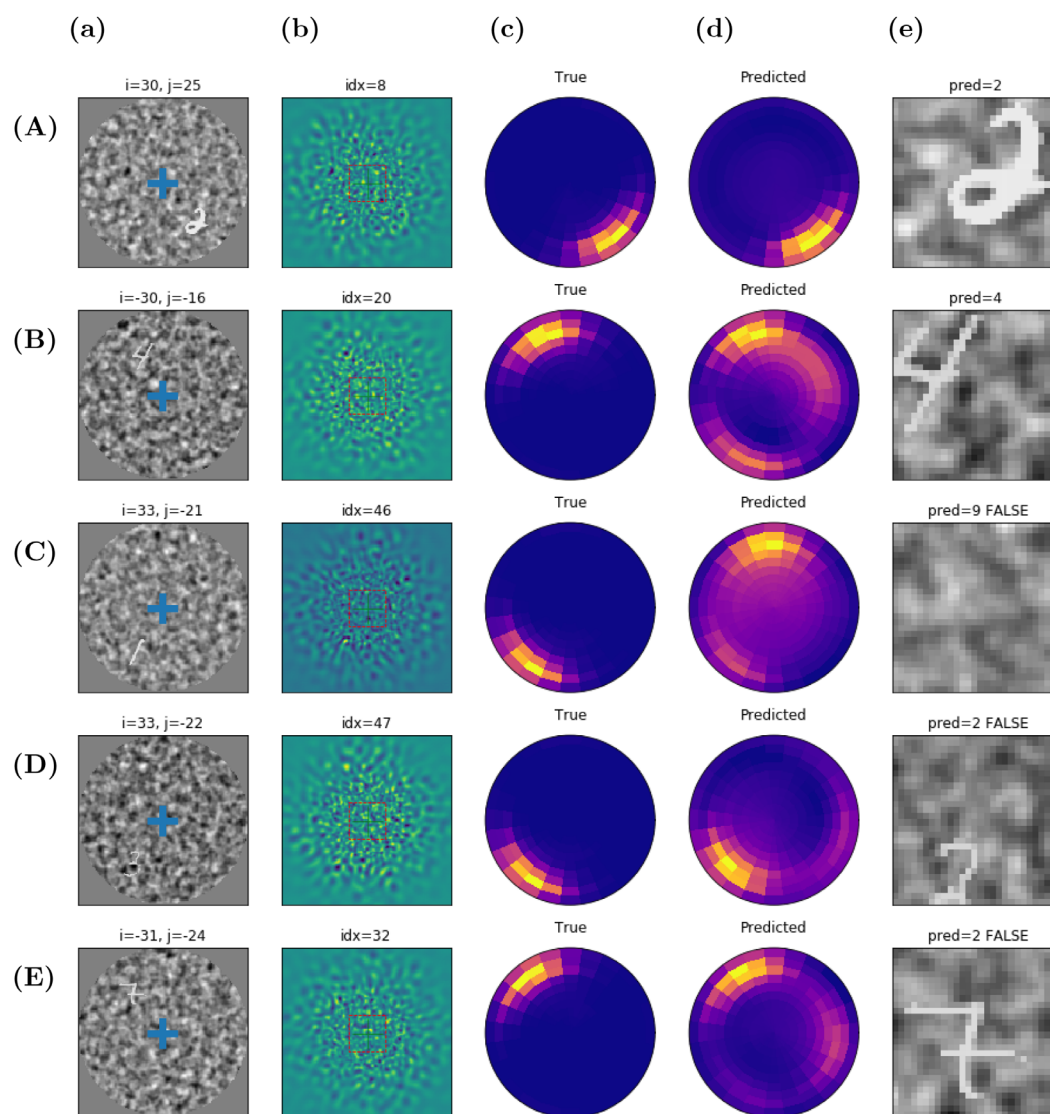 (a) (b) (c) (d) (e)
i=30, j=25 idx=8 True Predicted pred=2
(A)
i=-30, j=-16 idx=20 True Predicted pred=4
(B)
i=33, j=-21 idx=46 True Predicted pred=9 FALSE
(C)
i=33, j=-22 idx=47 True Predicted pred=2 FALSE
(D)
i=-31, j=-24 idx=32 True Predicted pred=2 FALSE
(E)